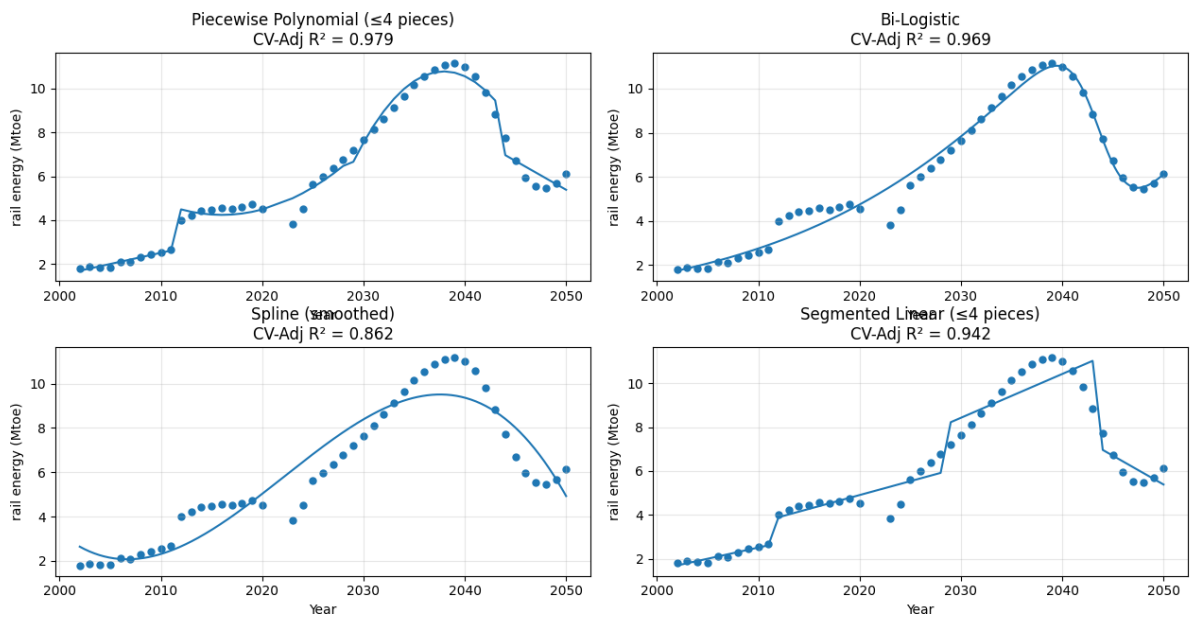 Piecewise Polynomial (≤4 pieces)
CV-Adj R² = 0.979
rail energy (Mtoe)
10
8
6
4
2
2000 2010 2020 2030 2040 2050
Year
Bi-Logistic
CV-Adj R² = 0.969
rail energy (Mtoe)
10
8
6
4
2
2000 2010 2020 2030 2040 2050
Year
Spline (smoothed)
CV-Adj R² = 0.862
rail energy (Mtoe)
10
8
6
4
2
2000 2010 2020 2030 2040 2050
Year
Segmented Linear (≤4 pieces)
CV-Adj R² = 0.942
rail energy (Mtoe)
10
8
6
4
2
2000 2010 2020 2030 2040 2050
Year